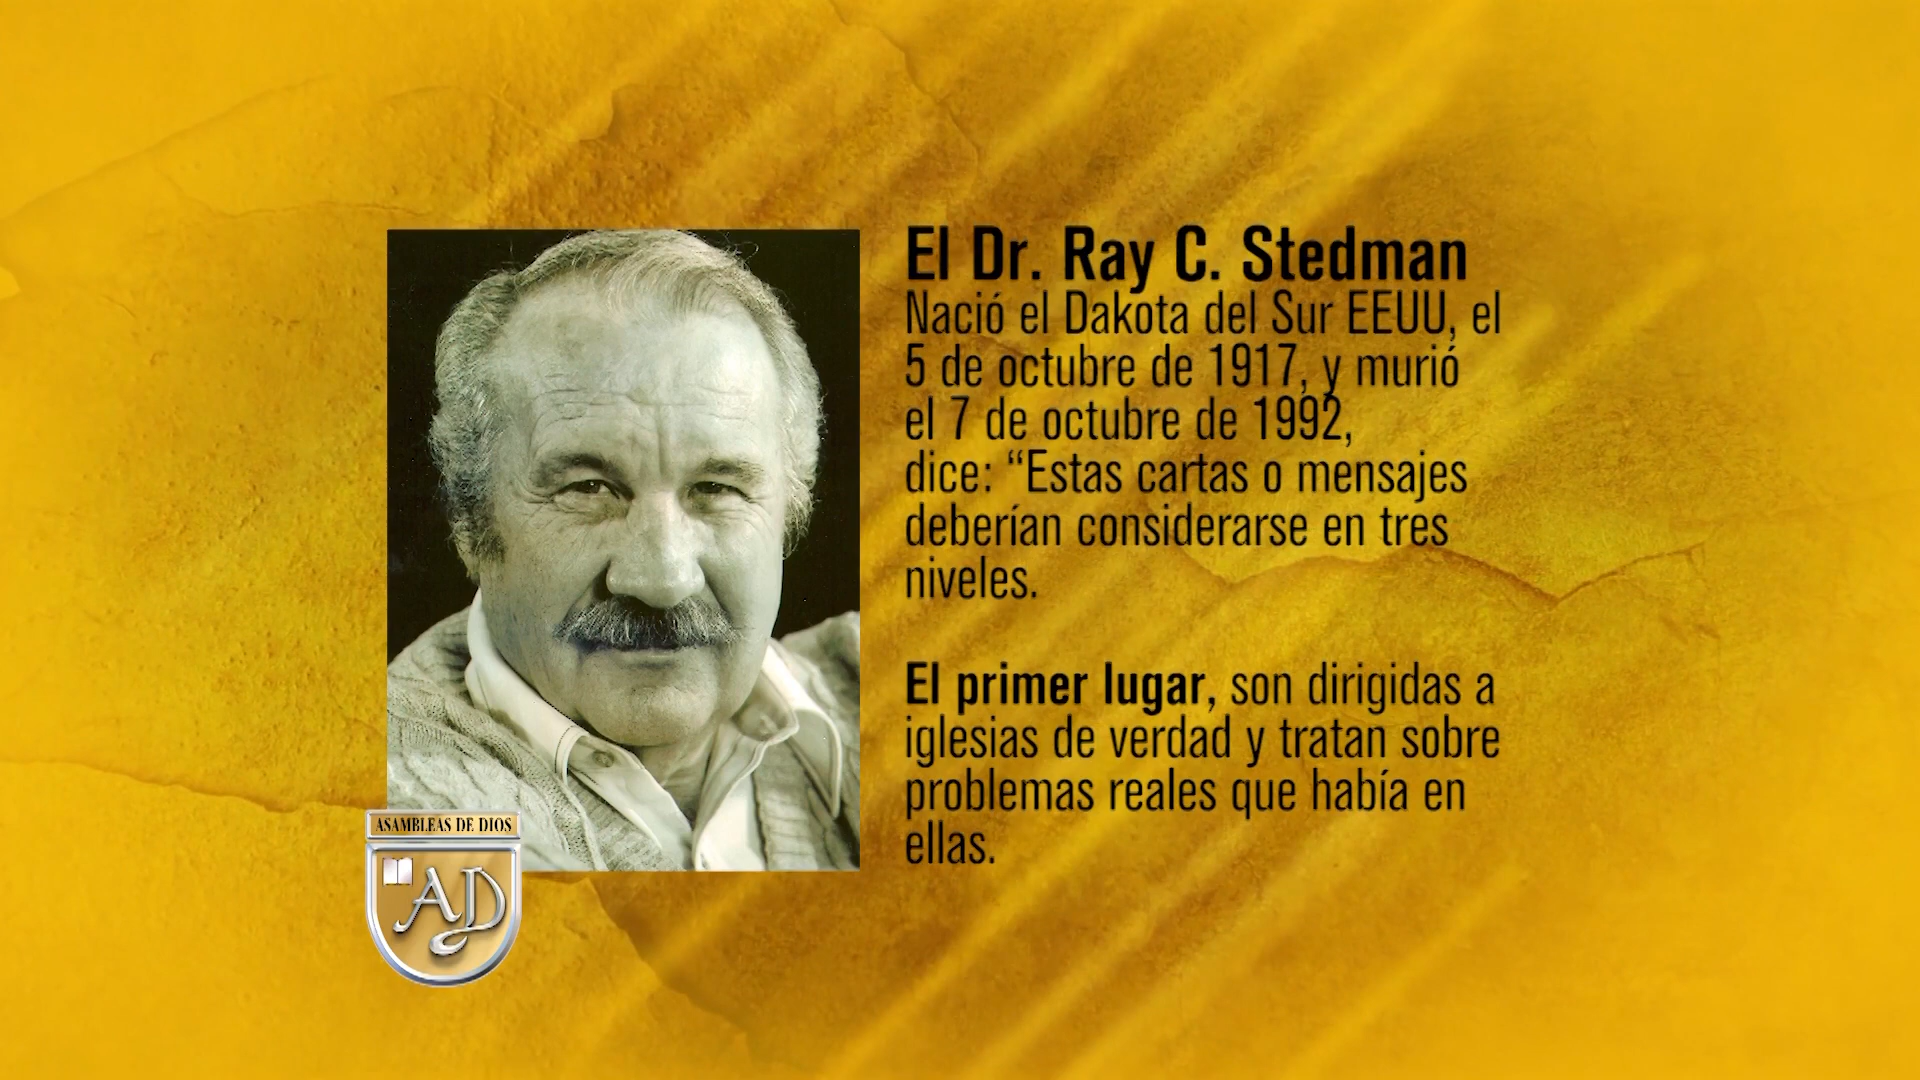 El Dr. Ray C. Stedman
Nació el Dakota del Sur EEUU, el
5 de octubre de 1917, y murió
el 7 de octubre de 1992,
dice: “Estas cartas o mensajes
deberían considerarse en tres
niveles.
El primer lugar, son dirigidas a
iglesias de verdad y tratan sobre
problemas reales que había en
ellas.
ASAMBLEAS DE DIOS
AD